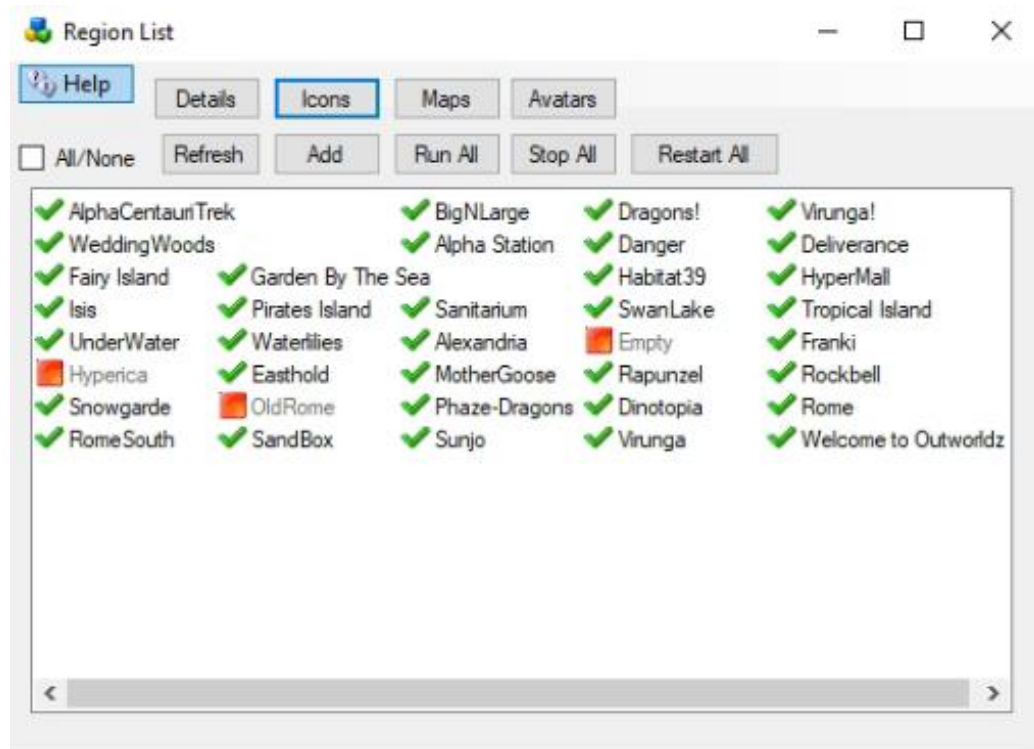 Region List
Help
Details Icons Maps Avatars
All/None Refresh Add Run All Stop All Restart All
AlphaCentauriTrek BigNLarge Dragons! Virunga!
WeddingWoods Alpha Station Danger Deliverance
Fairy Island Garden By The Sea Habitat39 HyperMall
Isis Pirates Island Sanitarium SwanLake Tropical Island
UnderWater Waterlilies Alexandria Empty Franki
Hyperica Easthold MotherGoose Rapunzel Rockbell
Snowgarde OldRome Phaze-Dragons Dinotopia Rome
RomeSouth SandBox Sunjo Virunga Welcome to Outworldz